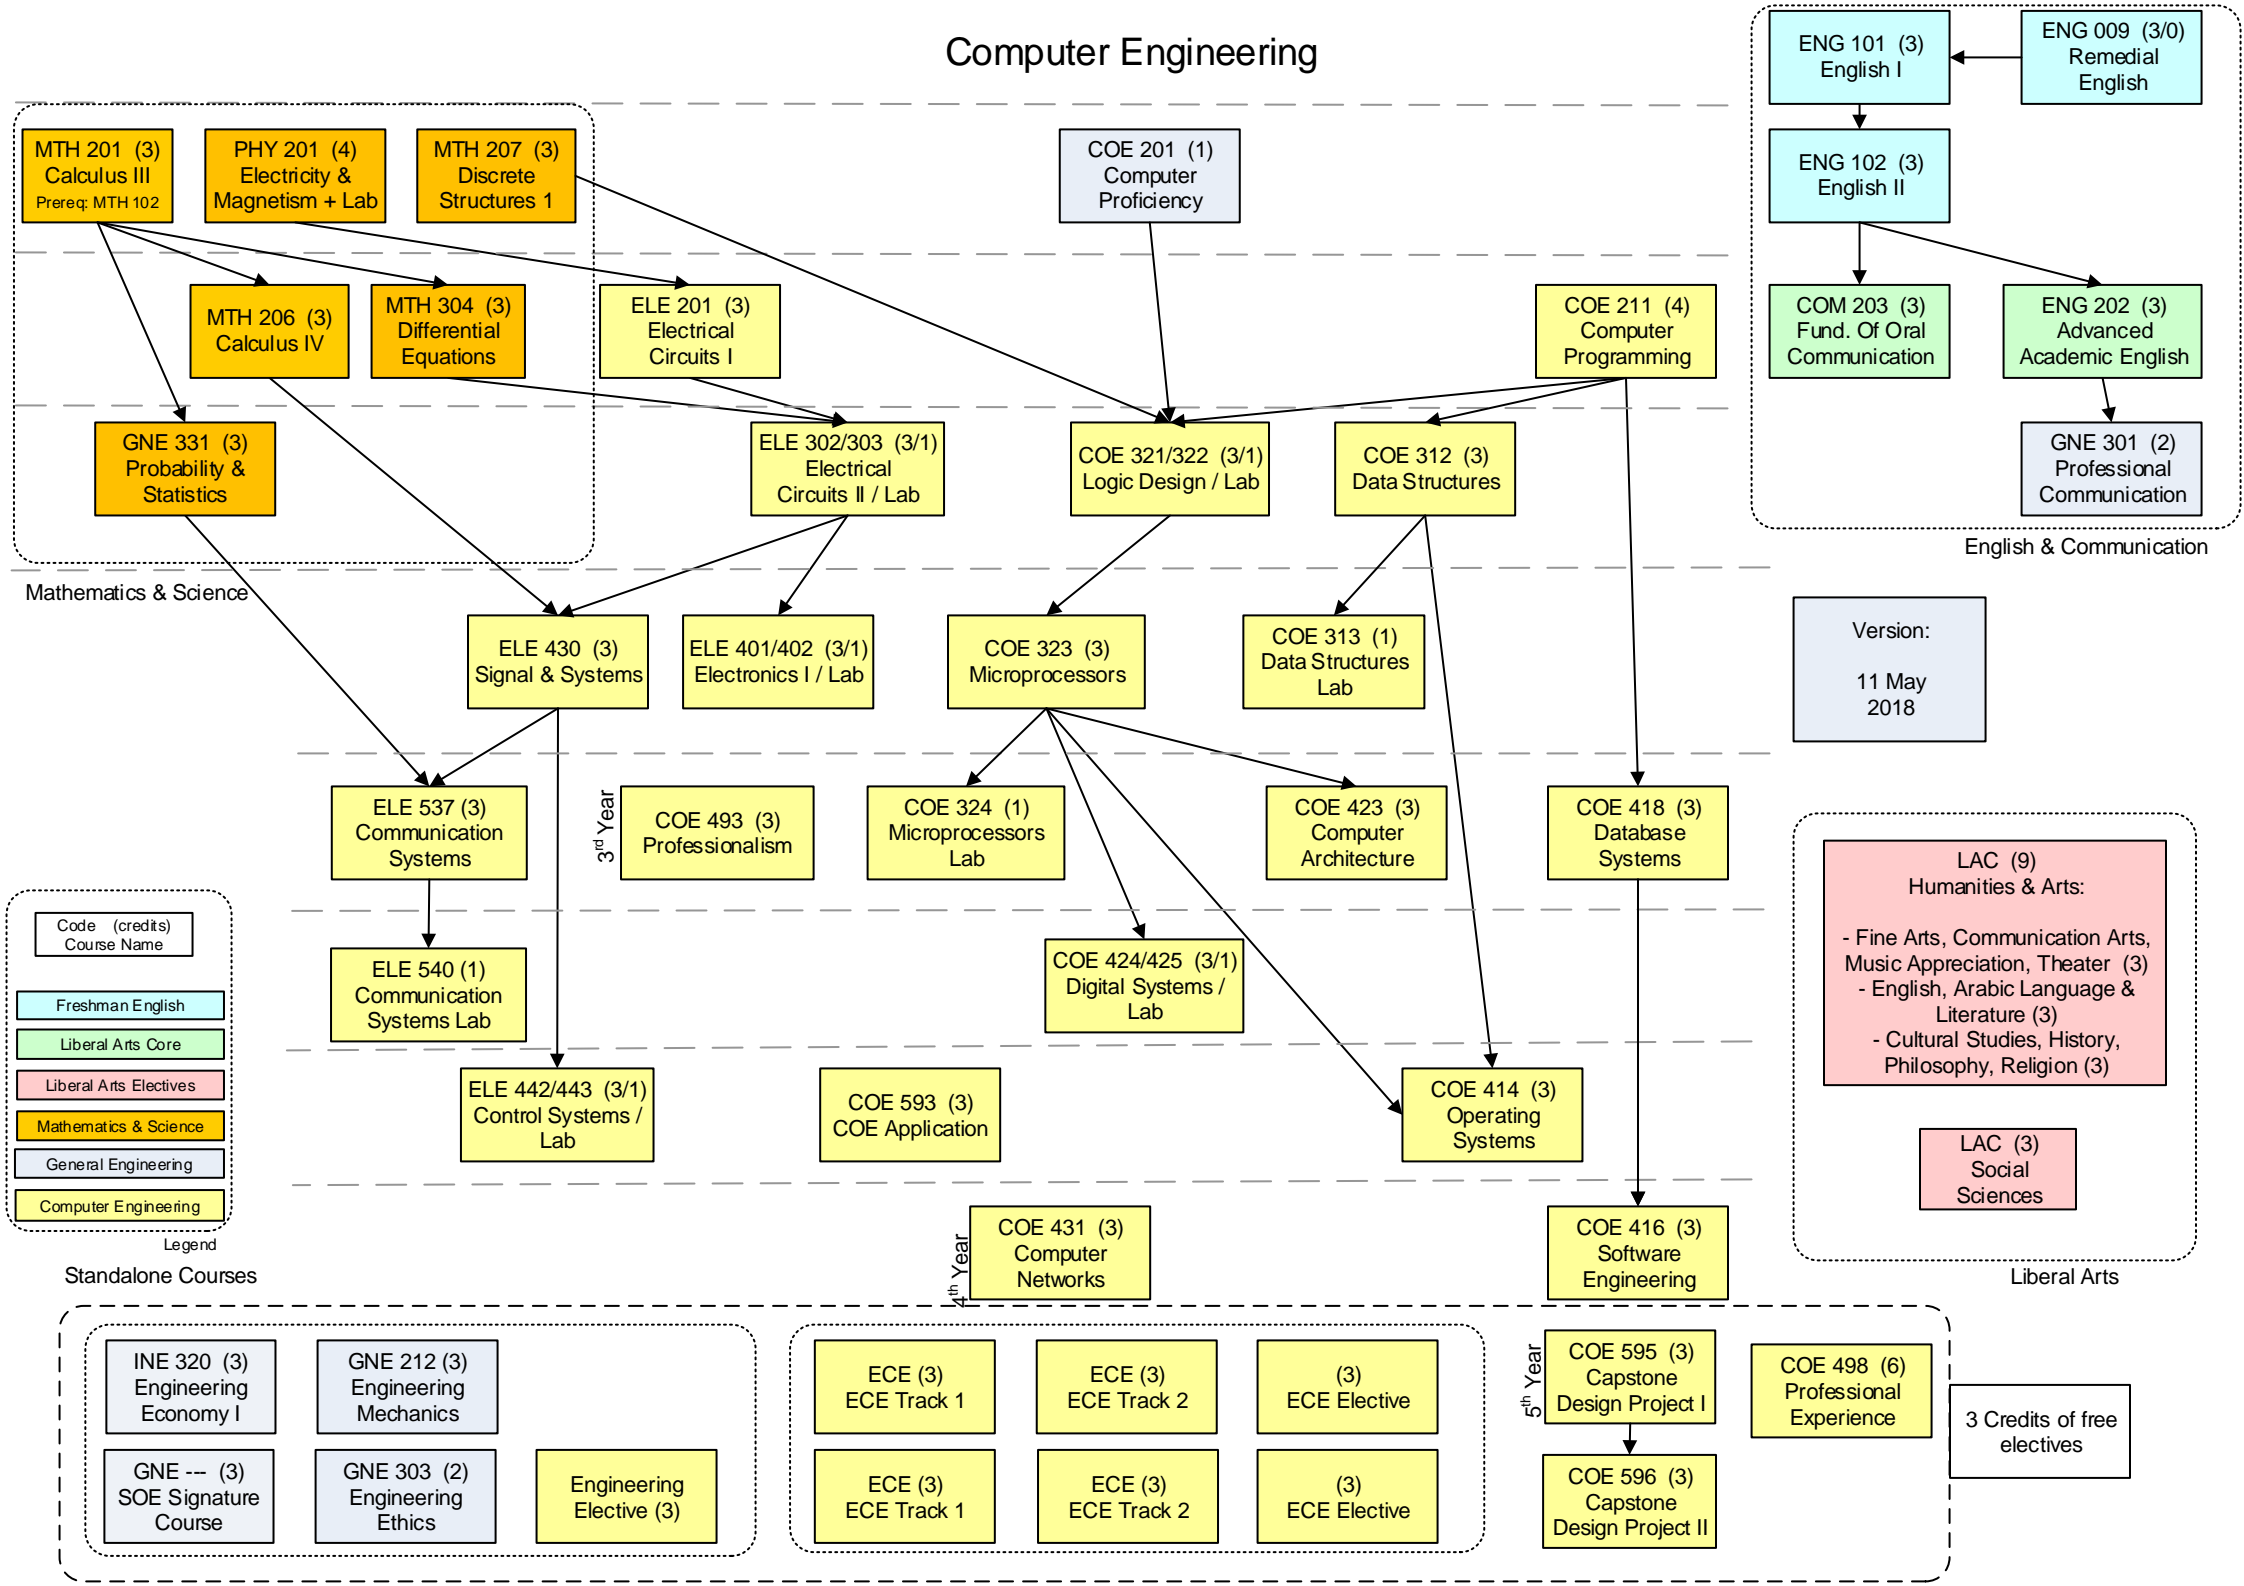 Computer Engineering
ENG 101 (3)
English I
ENG 009 (3/0)
Remedial
English
MTH 201 (3)
Calculus III
Prereq: MTH 102
PHY 201 (4)
Electricity &
Magnetism + Lab
MTH 207 (3)
Discrete
Structures 1
COE 201 (1)
Computer
Proficiency
ENG 102 (3)
English II
MTH 206 (3)
Calculus IV
MTH 304 (3)
Differential
Equations
ELE 201 (3)
Electrical
Circuits I
COE 211 (4)
Computer
Programming
COM 203 (3)
Fund. Of Oral
Communication
ENG 202 (3)
Advanced
Academic English
GNE 331 (3)
Probability &
Statistics
ELE 302/303 (3/1)
Electrical
Circuits II / Lab
COE 321/322 (3/1)
Logic Design / Lab
COE 312 (3)
Data Structures
GNE 301 (2)
Professional
Communication
English & Communication
Mathematics & Science
ELE 430 (3)
Signal & Systems
ELE 401/402 (3/1)
Electronics I / Lab
COE 323 (3)
Microprocessors
COE 313 (1)
Data Structures
Lab
Version:
11 May
2018
ELE 537 (3)
Communication
Systems
3rd Year
COE 493 (3)
Professionalism
COE 324 (1)
Microprocessors
Lab
COE 423 (3)
Computer
Architecture
COE 418 (3)
Database
Systems
LAC (9)
Humanities & Arts:
- Fine Arts, Communication Arts,
Music Appreciation, Theater (3)
- English, Arabic Language &
Literature (3)
- Cultural Studies, History,
Philosophy, Religion (3)
Code (credits)
Course Name
Freshman English
Liberal Arts Core
Liberal Arts Electives
Mathematics & Science
General Engineering
Computer Engineering
Legend
ELE 540 (1)
Communication
Systems Lab
COE 424/425 (3/1)
Digital Systems /
Lab
ELE 442/443 (3/1)
Control Systems /
Lab
COE 593 (3)
COE Application
COE 414 (3)
Operating
Systems
LAC (3)
Social
Sciences
Liberal Arts
4th Year
COE 431 (3)
Computer
Networks
COE 416 (3)
Software
Engineering
Standalone Courses
INE 320 (3)
Engineering
Economy I
GNE 212 (3)
Engineering
Mechanics
GNE --- (3)
SOE Signature
Course
GNE 303 (2)
Engineering
Ethics
Engineering
Elective (3)
ECE (3)
ECE Track 1
ECE (3)
ECE Track 2
(3)
ECE Elective
ECE (3)
ECE Track 1
ECE (3)
ECE Track 2
(3)
ECE Elective
5th Year
COE 595 (3)
Capstone
Design Project I
COE 596 (3)
Capstone
Design Project II
COE 498 (6)
Professional
Experience
3 Credits of free
electives